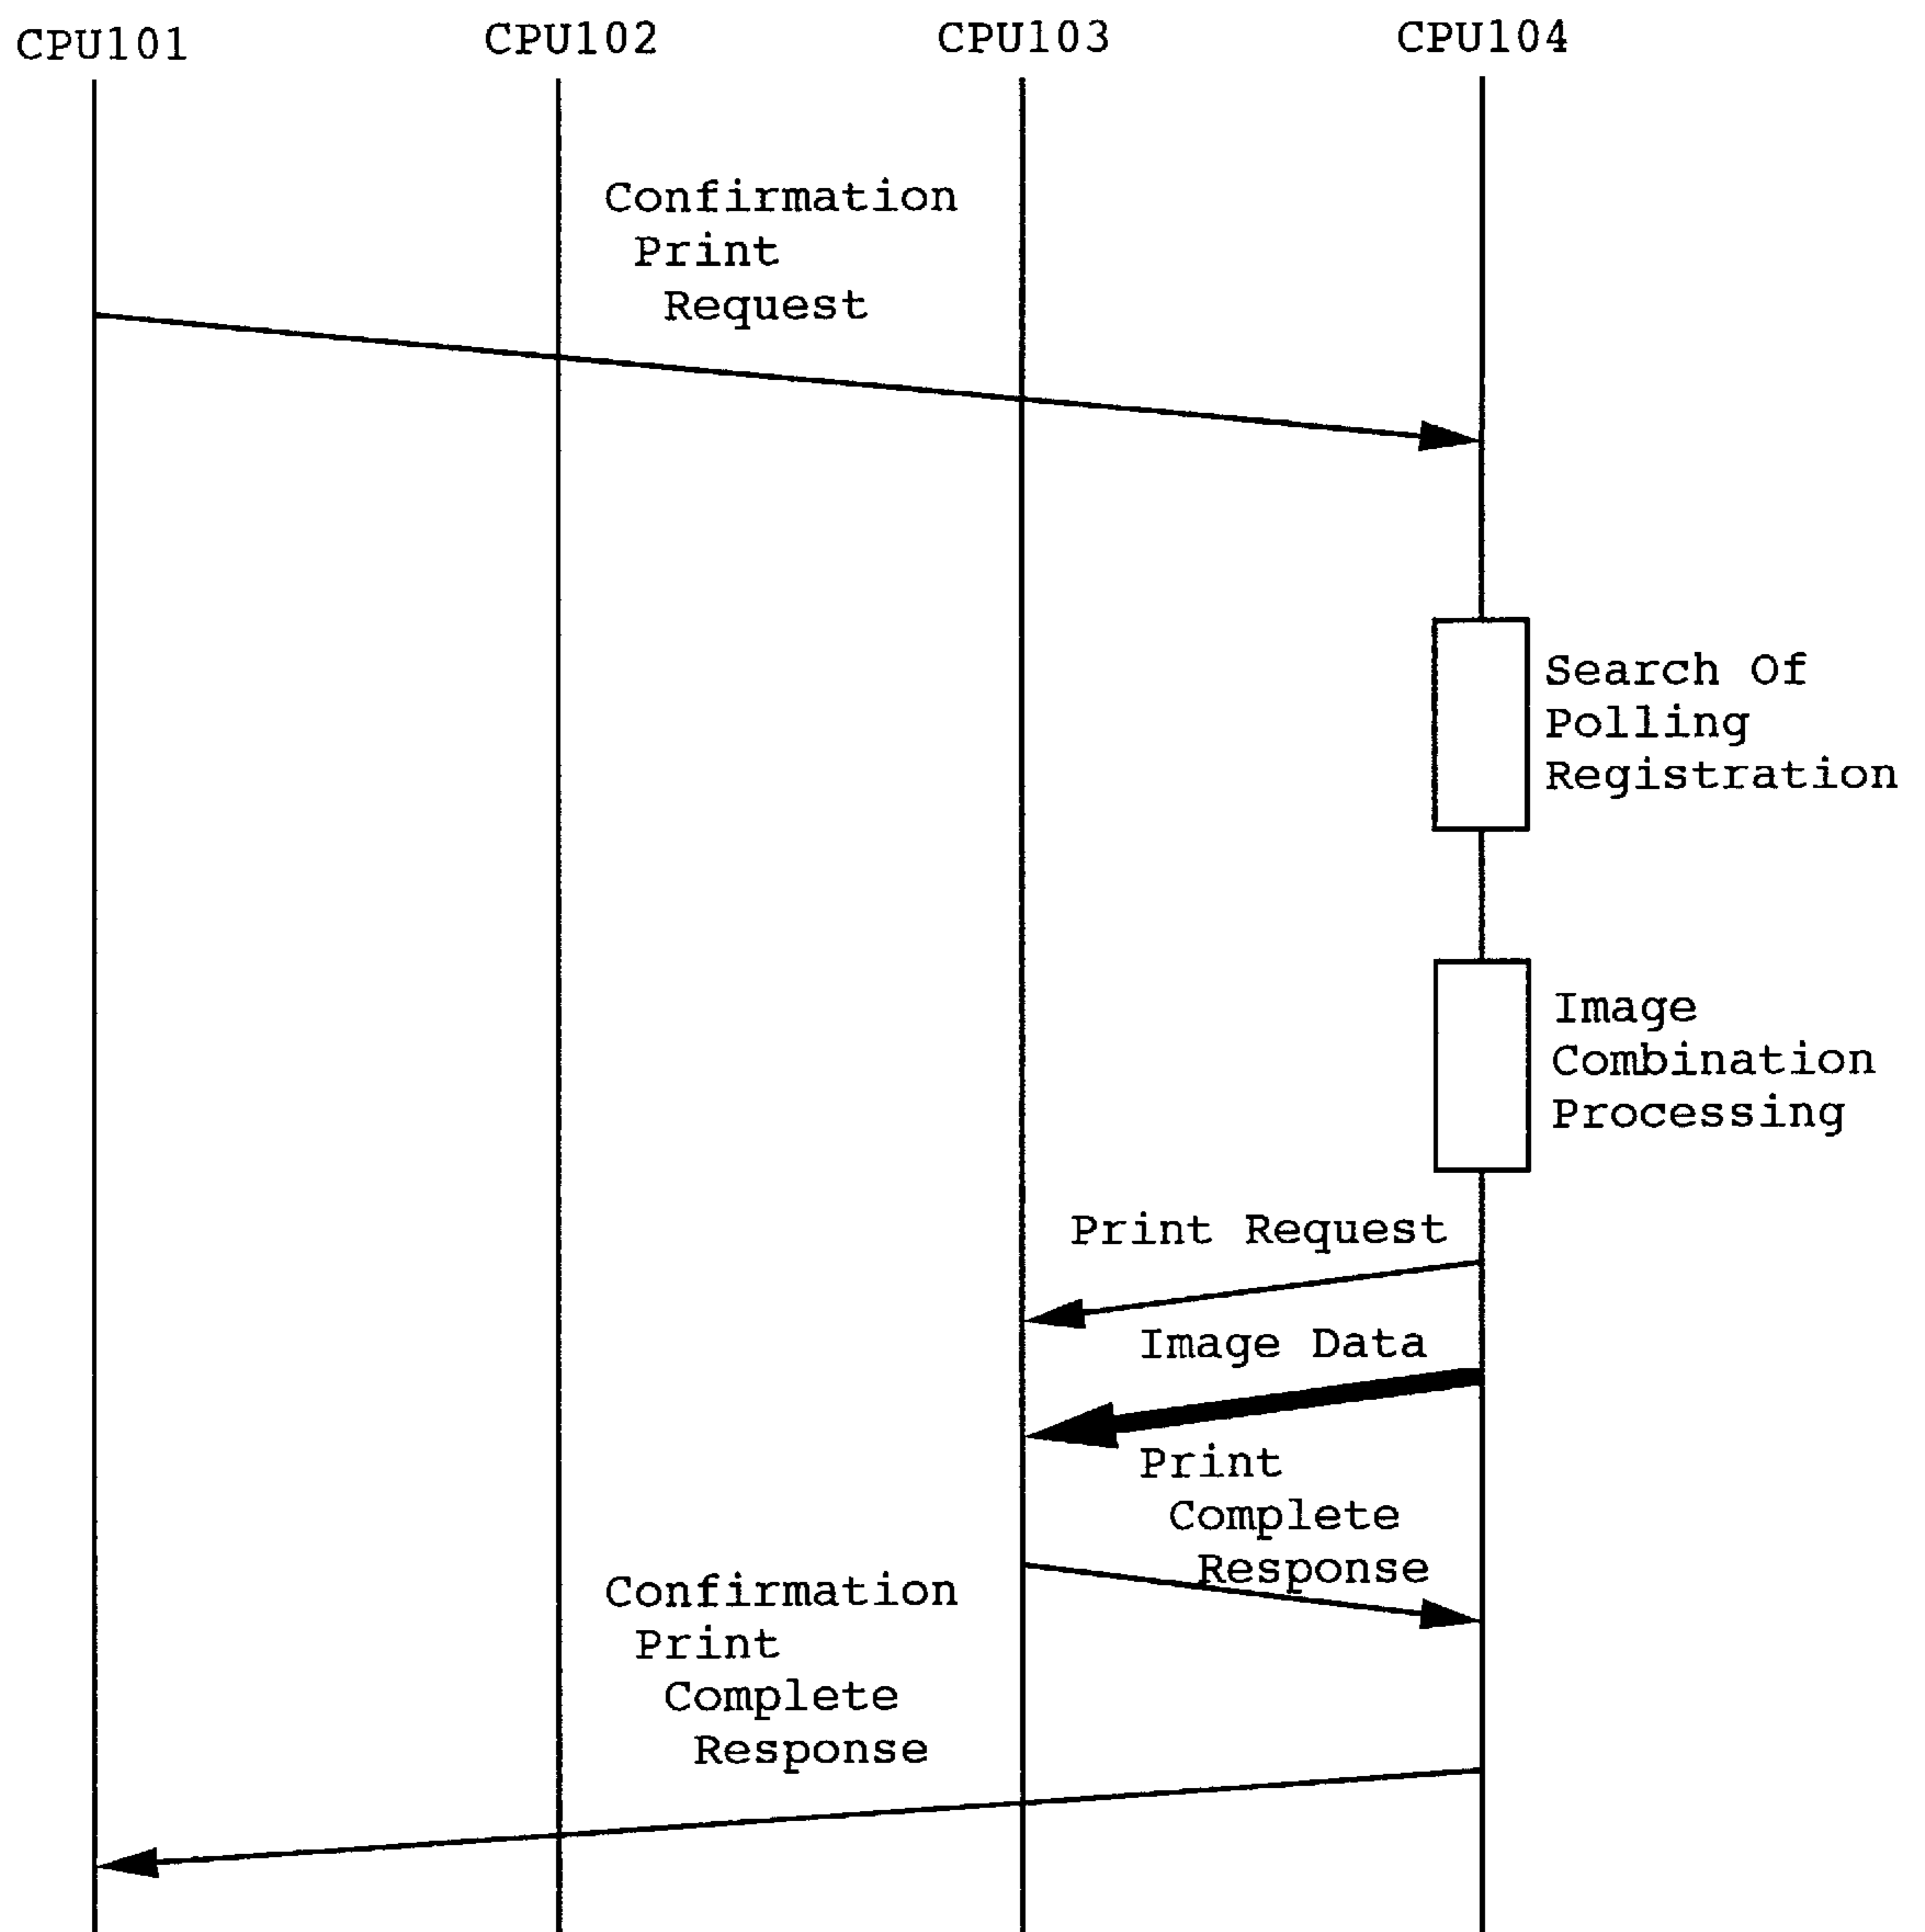 CPU101
CPU102
CPU103
CPU104
Confirmation
Print
Request
Search Of
Polling
Registration
Image
Combination
Processing
Print Request
Image Data
Print
Complete
Response
Confirmation
Print
Complete
Response